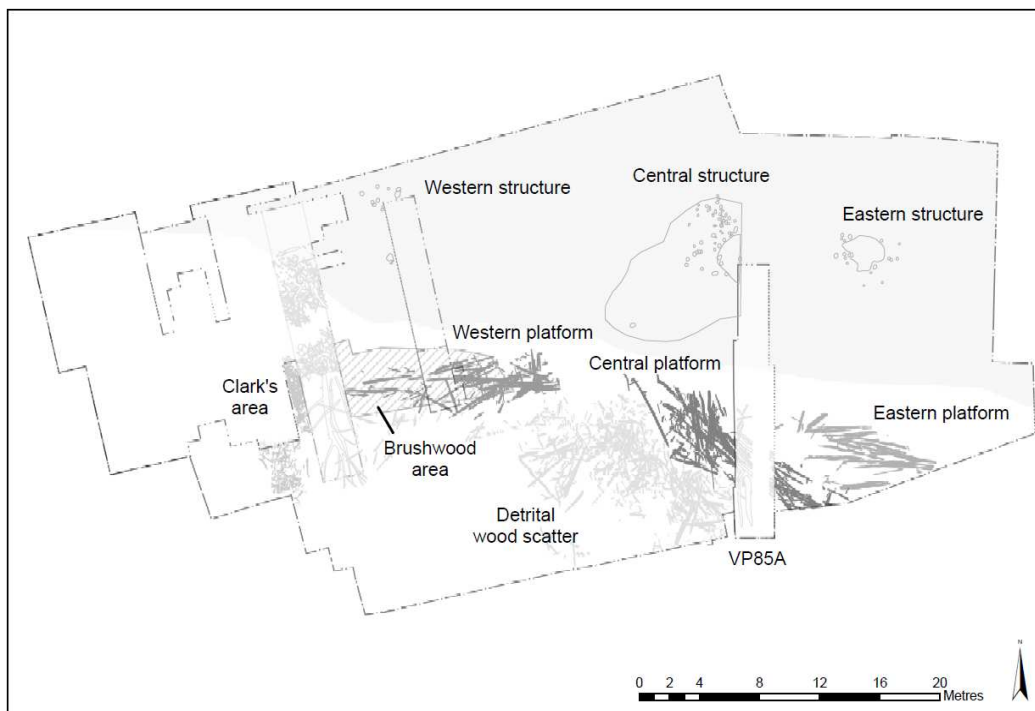 Western structure
Central structure
Eastern structure
Western platform
Central platform
Clark's
area
Eastern platform
Brushwood
area
Detrital
wood scatter
VP85A
N
0 1 2 4 8 12 16 20
Metres